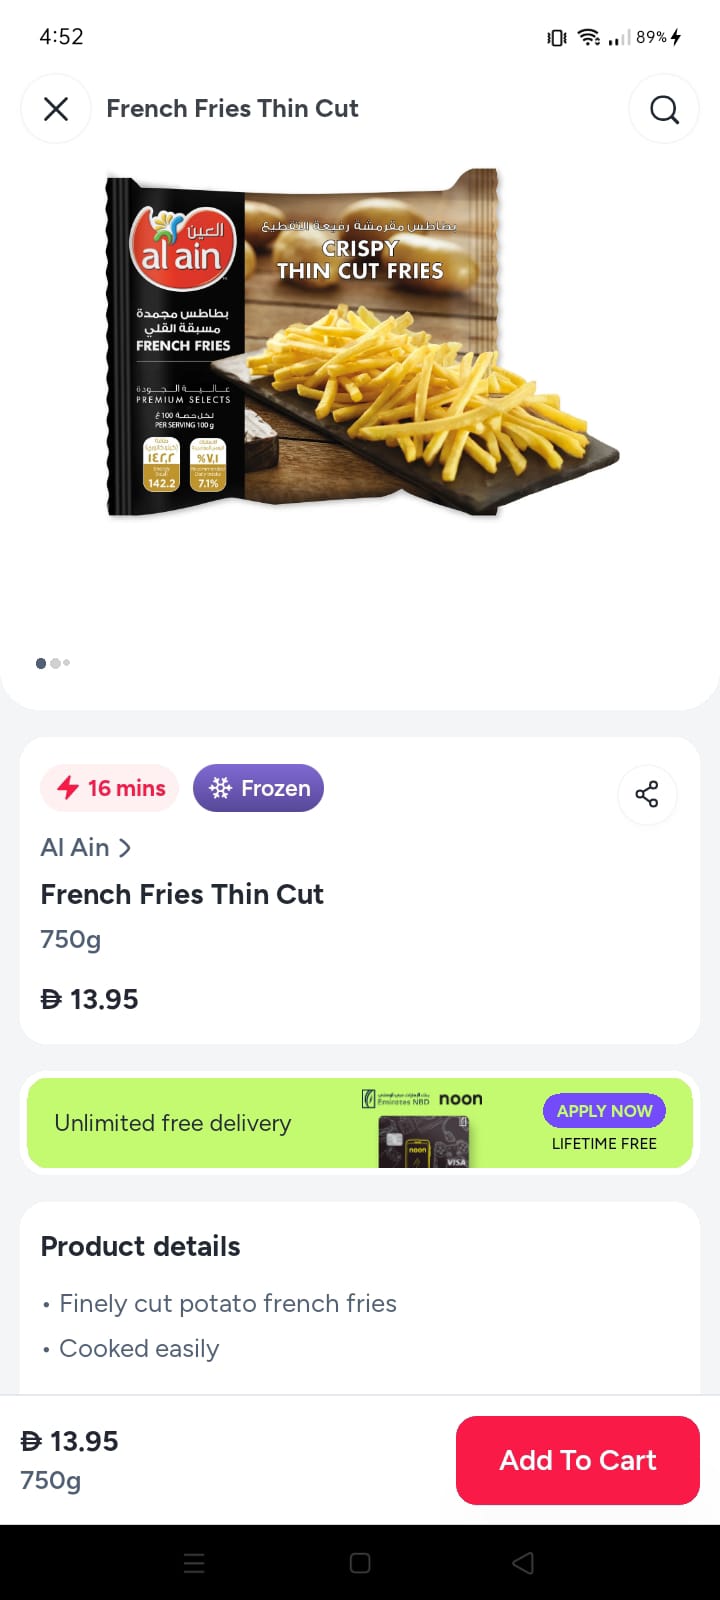 4:52
89%
French Fries Thin Cut
العين
al ain
بطاطس مقرمشة رفيعة التقطيع
CRISPY
THIN CUT FRIES
بطاطس مجمدة
مسبقة القلي
FRENCH FRIES
عالية الجودة
PREMIUM SELECTS
لكل حصة 100 غ
PER SERVING 100 g
١٤٢,٢
%٧,١
142.2
7.1%
16 mins
Frozen
Al Ain
French Fries Thin Cut
750g
13.95
Unlimited free delivery
Emirates NBD
noon
noon
VISA
APPLY NOW
LIFETIME FREE
Product details
• Finely cut potato french fries
• Cooked easily
13.95
750g
Add To Cart